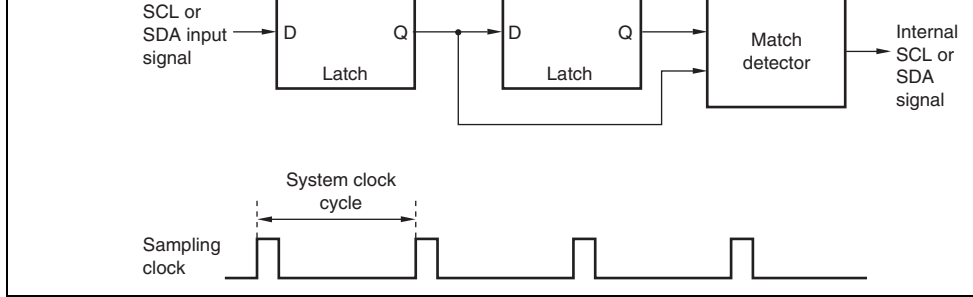 SCL or
SDA input
signal
D
Q
Latch
D
Q
Latch
Match
detector
Internal
SCL or
SDA
signal
System clock
cycle
Sampling
clock